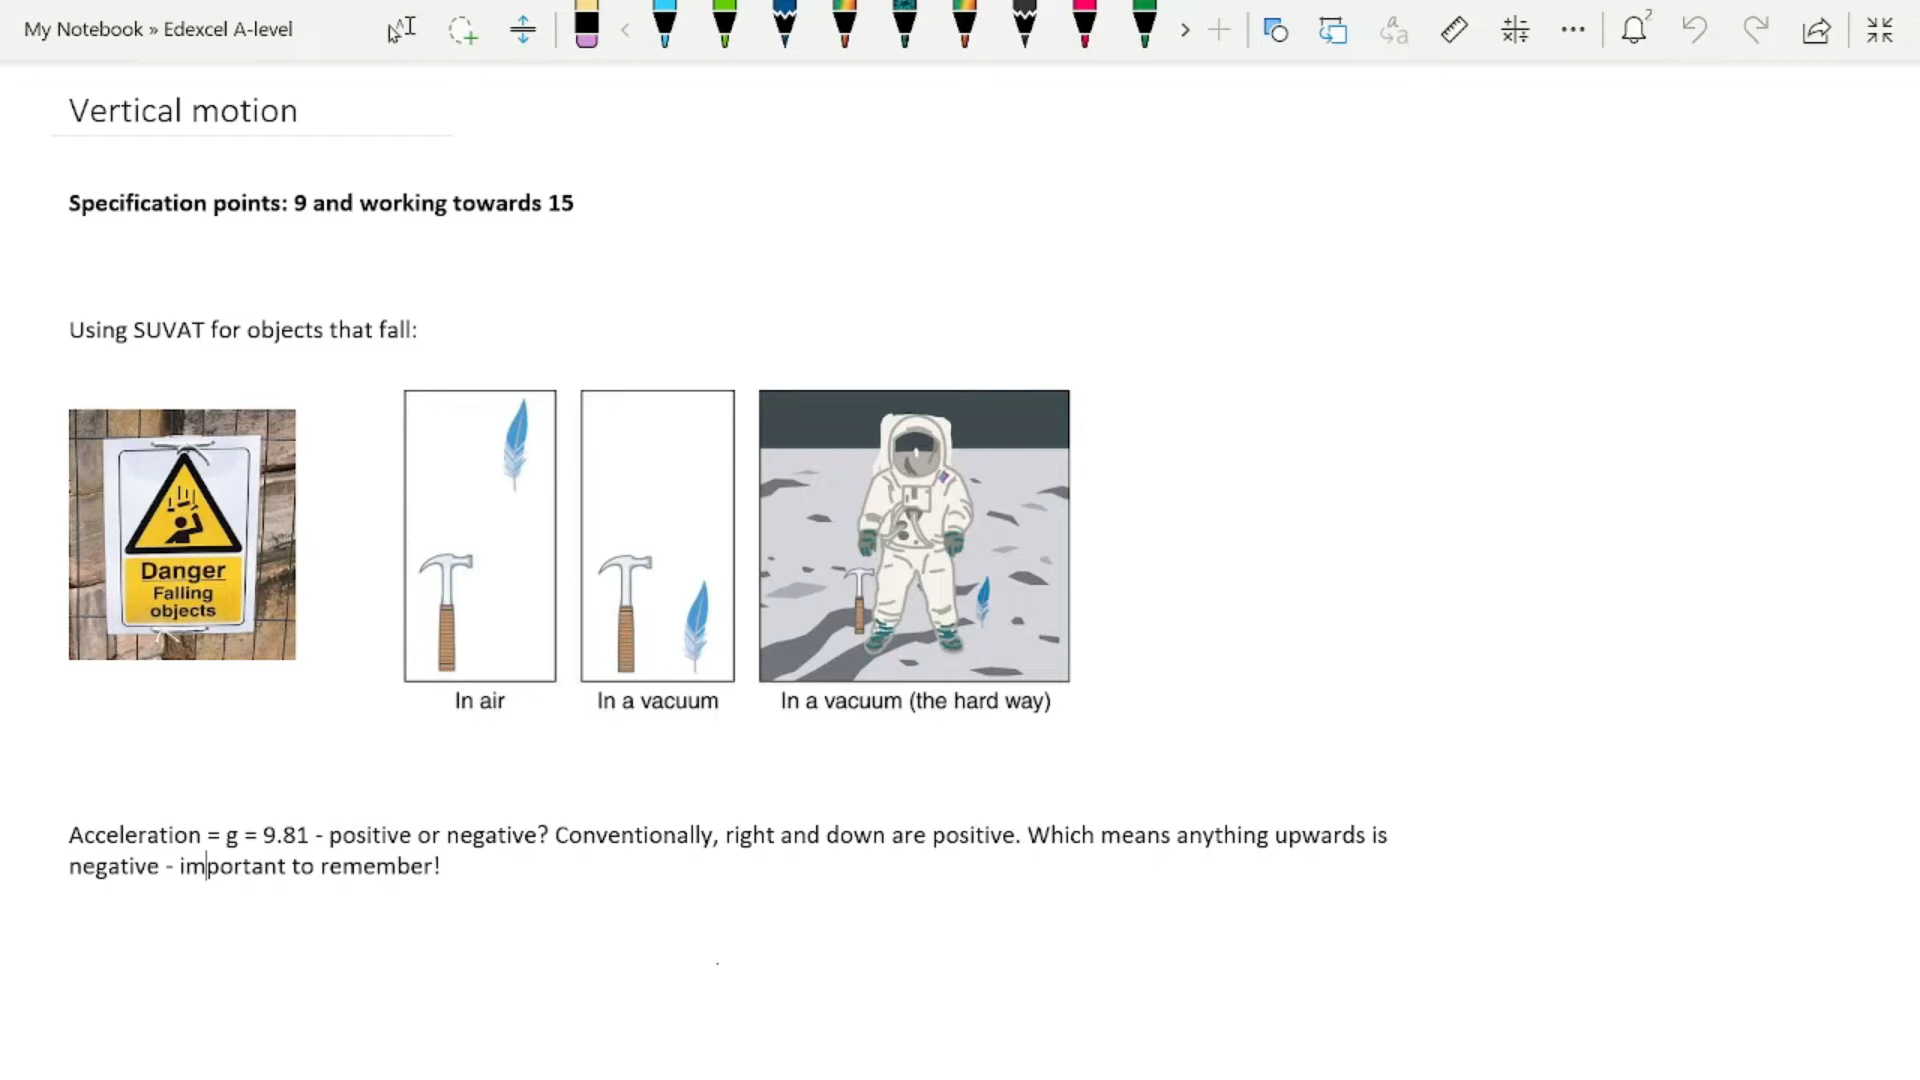 My Notebook » Edexcel A-level
2
Vertical motion
Specification points: 9 and working towards 15
Using SUVAT for objects that fall:
Danger
Falling
objects
In air
In a vacuum
In a vacuum (the hard way)
Acceleration = g = 9.81 - positive or negative? Conventionally, right and down are positive. Which means anything upwards is
negative - important to remember!